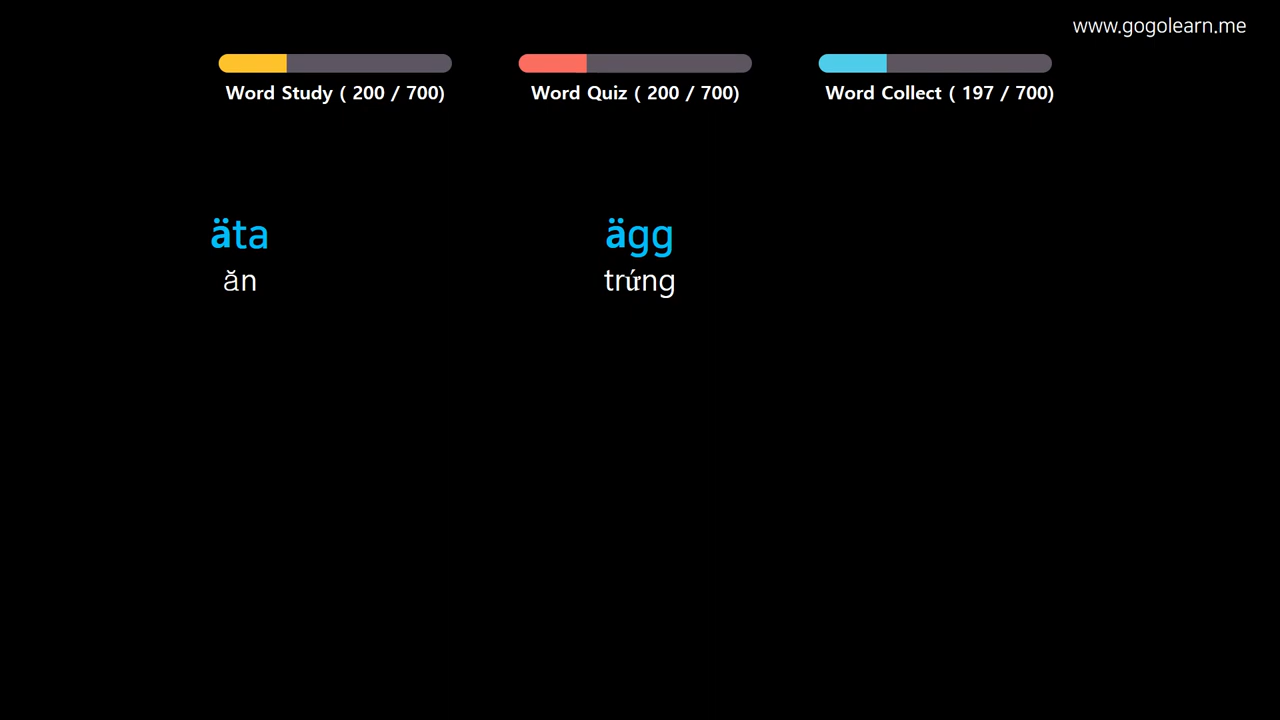 www.gogolearn.me
Word Study ( 200 / 700)
Word Quiz ( 200 / 700)
Word Collect ( 197 / 700)
äta
ăn
ägg
trứng